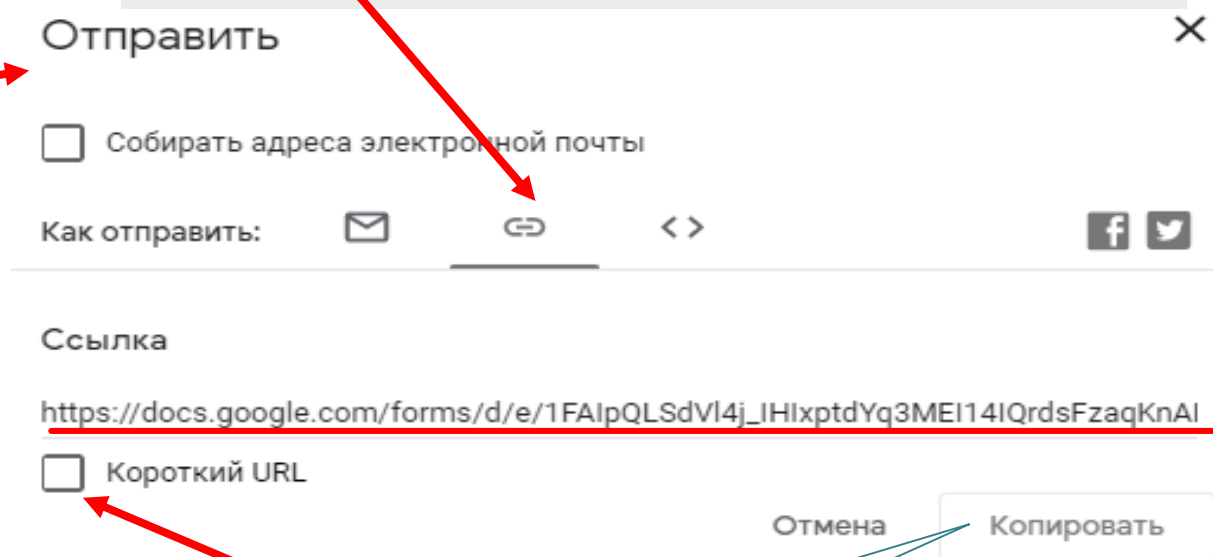 Отправить
Собирать адреса электронной почты
Как отправить:
Ссылка
https://docs.google.com/forms/d/e/1FAIpQLSdVl4j_IHIxptdYq3MEI14IQrdsFzaqKnAI
Короткий URL
Отмена Копировать